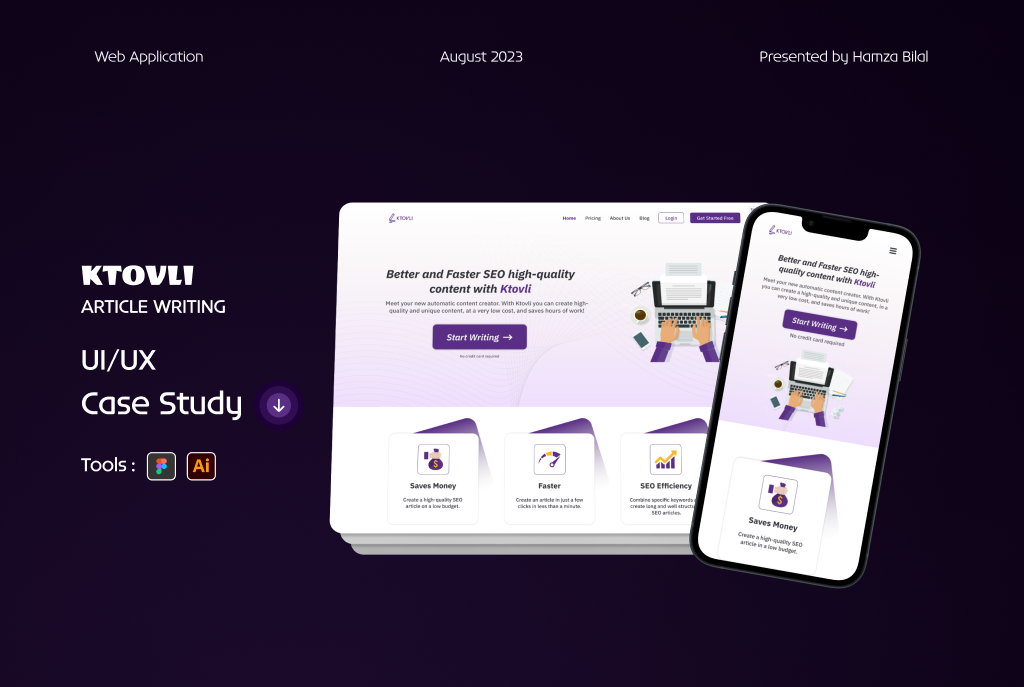 Web Application
August 2023
Presented by Hamza Bilal
KTOVLI
ARTICLE WRITING
UI/UX
Case Study
Tools :
Ai
KTOVLI
Home
Pricing
About Us
Blog
Login
Get Started Free
Better and Faster SEO high-quality
content with Ktovli
Meet your new automatic content creator. With Ktovli you can create high-
quality and unique content, at a very low cost, and saves hours of work!
Start Writing
No credit card required
Saves Money
Create a high-quality SEO
article on a low budget.
Faster
Create an article in just a few
clicks in less than a minute.
SEO Efficiency
Combine specific keywords
create long and well
SEO articles.
KTOVLI
Better and Faster SEO high-
quality content with Ktovli
Meet your new automatic content creator. With Ktovli
you can create a high-quality and unique content, in a
very low cost, and saves hours of work!
Start Writing
No credit card required
Saves Money
Create a high-quality SEO
article in a low budget.